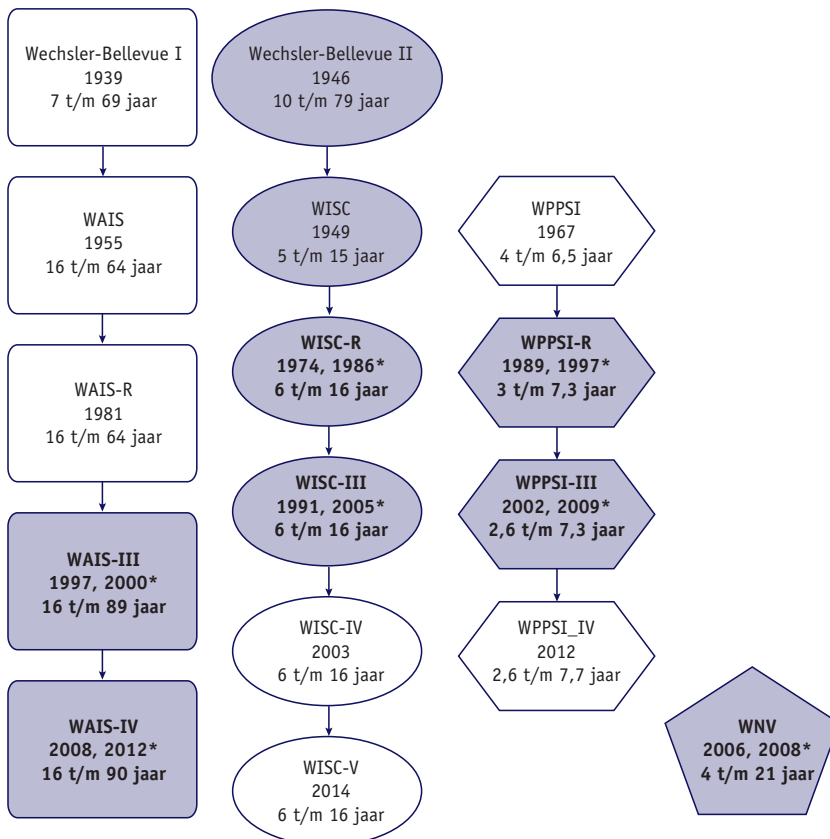 Wechsler-Bellevue I
1939
7 t/m 69 jaar
WAIS
1955
16 t/m 64 jaar
WAIS-R
1981
16 t/m 64 jaar
WAIS-III
1997, 2000*
16 t/m 89 jaar
WAIS-IV
2008, 2012*
16 t/m 90 jaar
Wechsler-Bellevue II
1946
10 t/m 79 jaar
WISC
1949
5 t/m 15 jaar
WISC-R
1974, 1986*
6 t/m 16 jaar
WISC-III
1991, 2005*
6 t/m 16 jaar
WISC-IV
2003
6 t/m 16 jaar
WISC-V
2014
6 t/m 16 jaar
WPPSI
1967
4 t/m 6,5 jaar
WPPSI-R
1989, 1997*
3 t/m 7,3 jaar
WPPSI-III
2002, 2009*
2,6 t/m 7,3 jaar
WPPSI_IV
2012
2,6 t/m 7,7 jaar
WNV
2006, 2008*
4 t/m 21 jaar